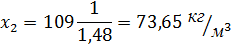 x₂ = 109 1/1,48 = 73,65 кг/м³